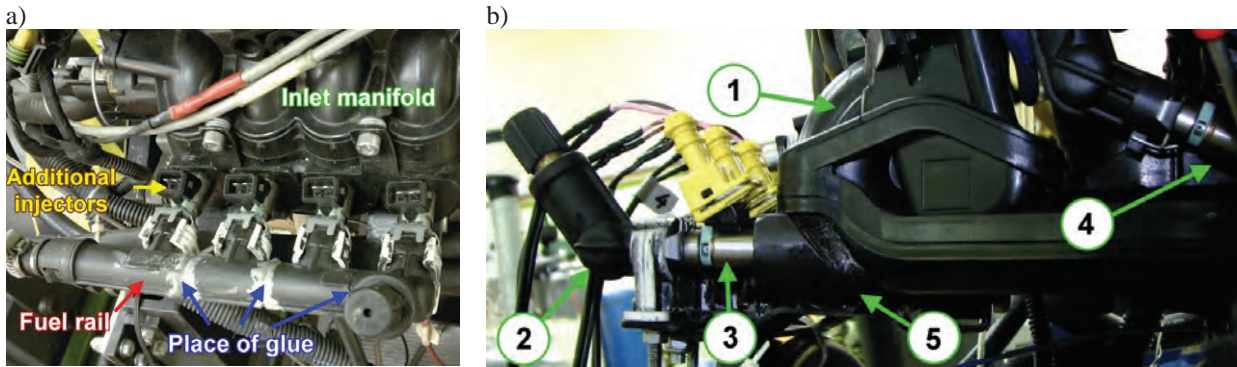 a)
b)
Inlet manifold
Additional
injectors
Fuel rail
Place of glue
1
2
3
4
5